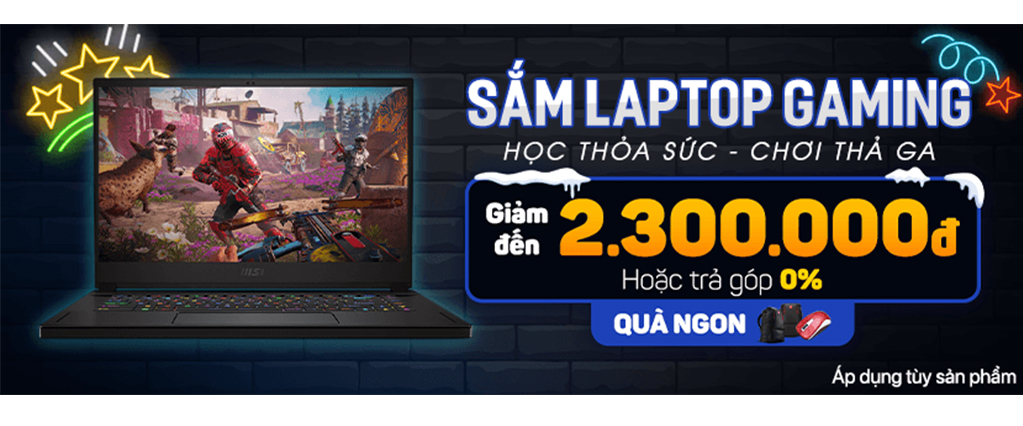 SẮM LAPTOP GAMING
HỌC THỎA SỨC - CHƠI THẢ GA
Giảm
đến
2.300.000đ
Hoặc trả góp 0%
QUÀ NGON
Áp dụng tùy sản phẩm
msi